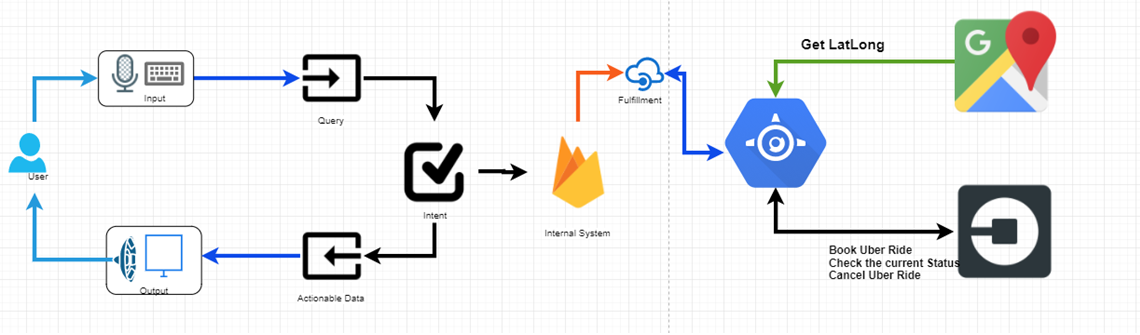 Get LatLong
G
Input
Query
Fulfillment
User
Intent
Internal System
Book Uber Ride
Check the current Status
Cancel Uber Ride
Output
Actionable Data